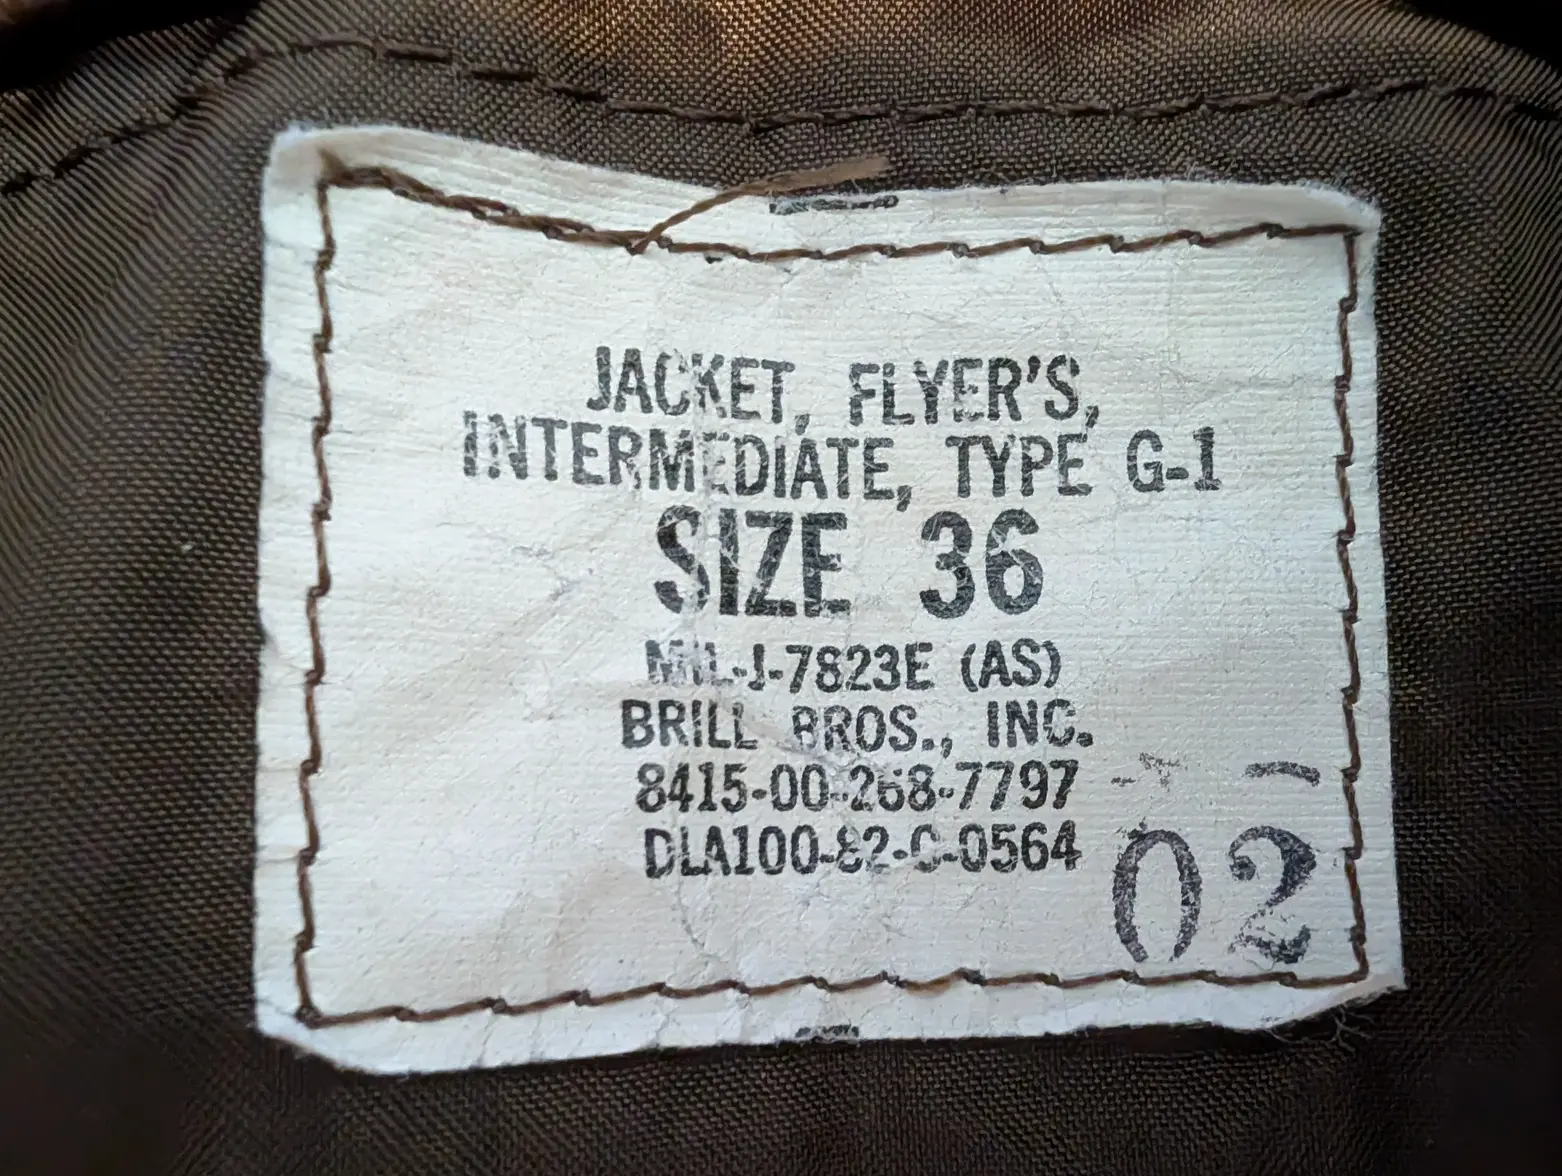 JACKET, FLYER'S,
INTERMEDIATE, TYPE G-1
SIZE 36
MIL-J-7823E (AS)
BRILL BROS., INC.
8415-00-268-7797
DLA100-82-C-0564
02